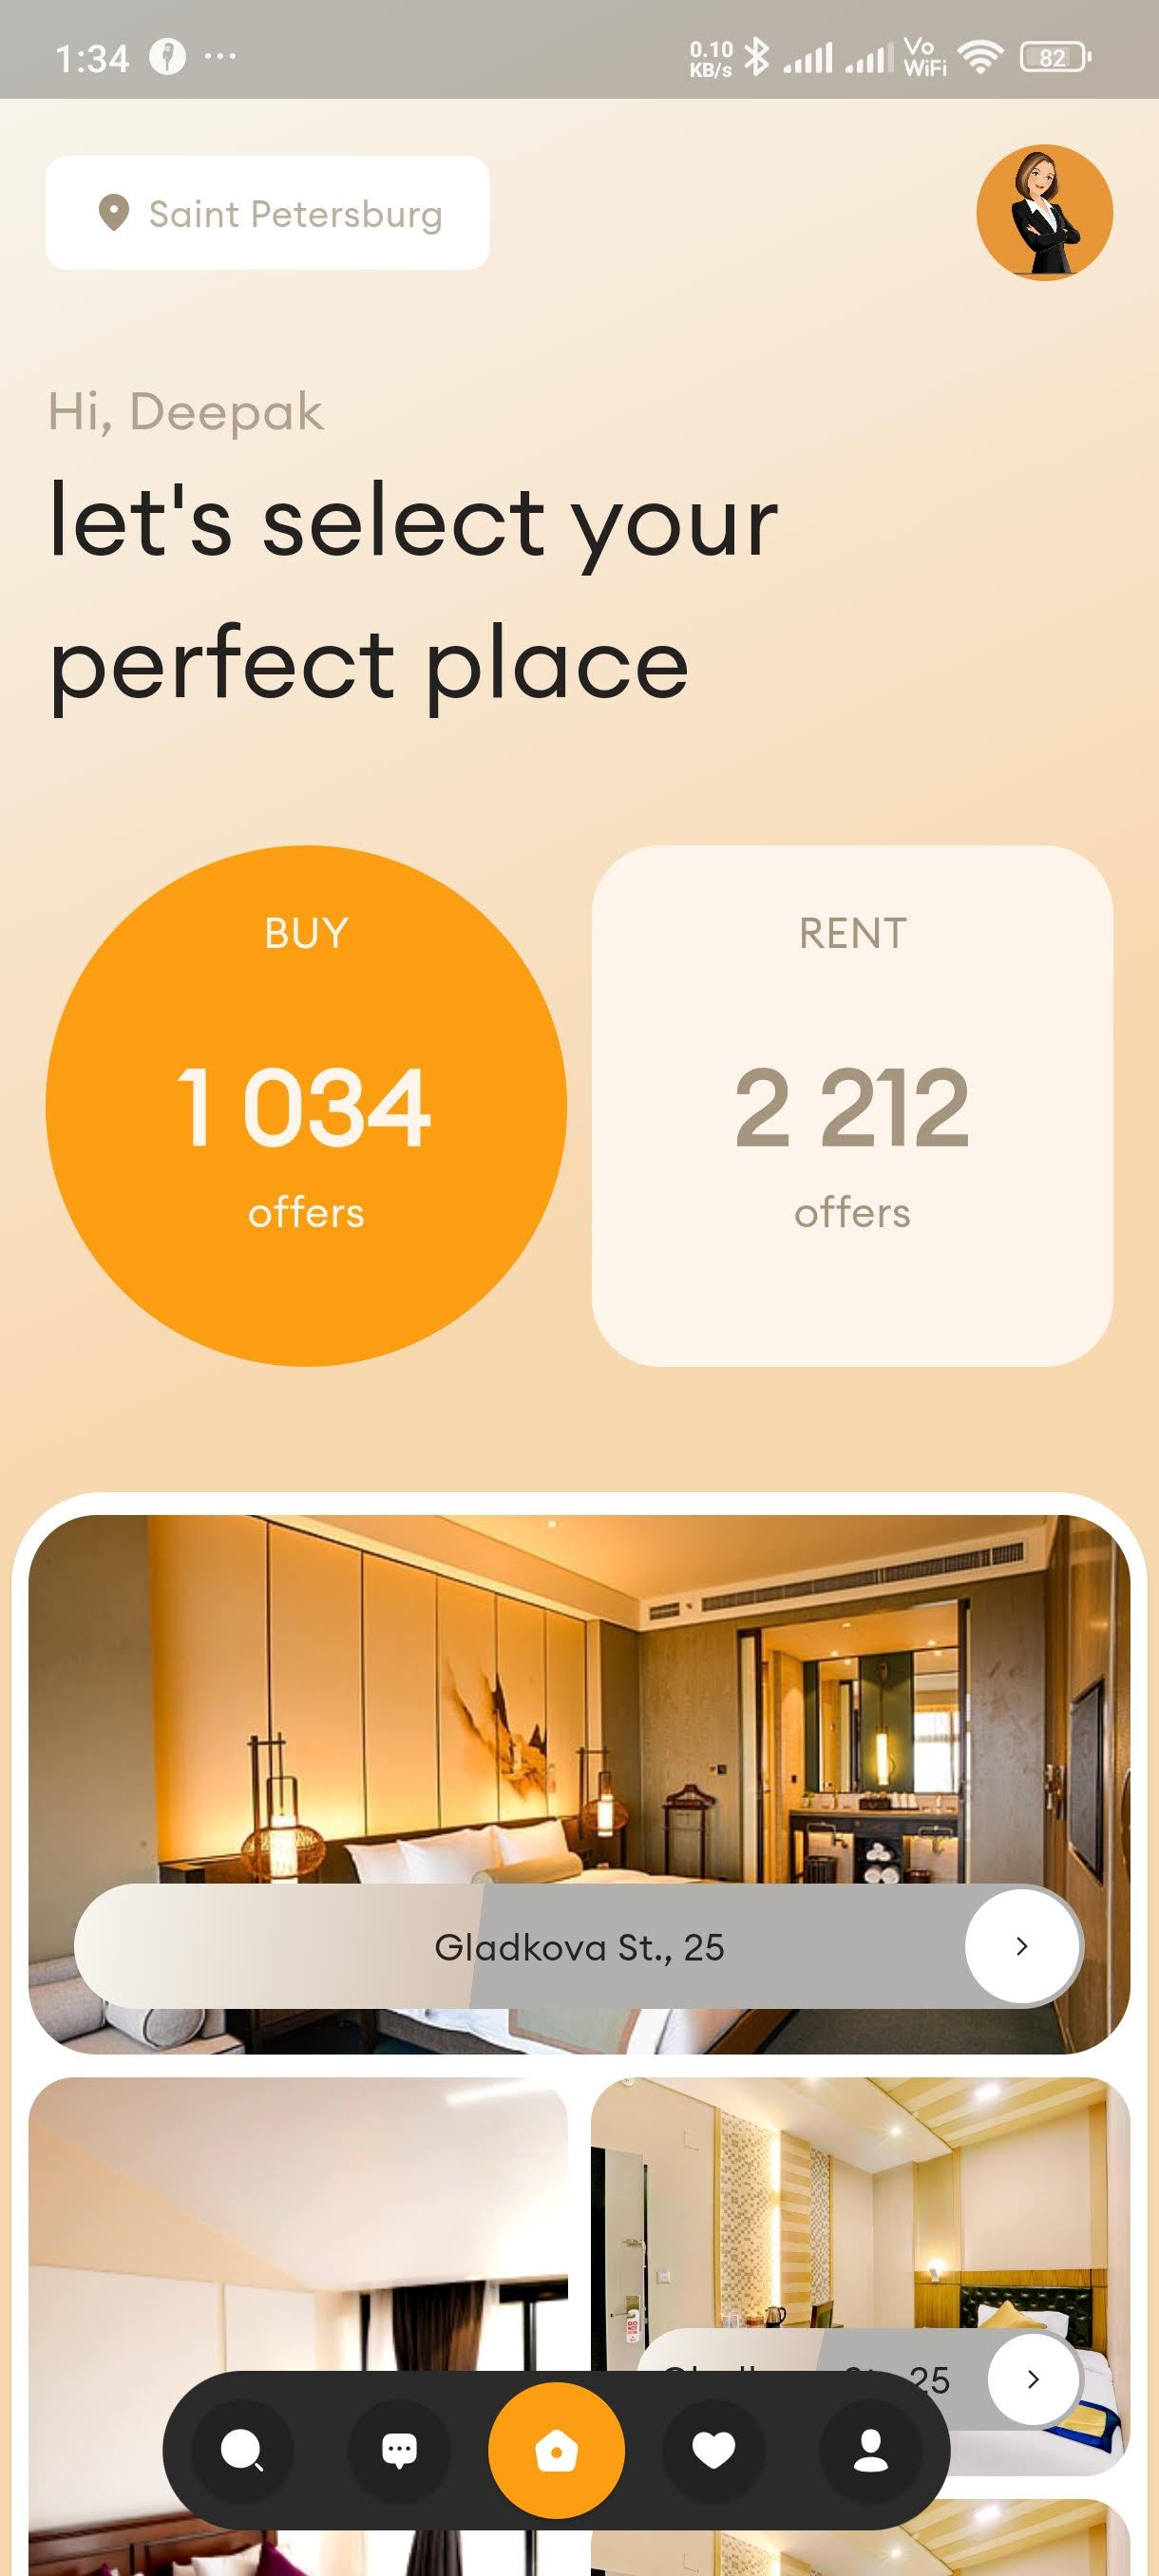 1:34 ...
0.10
KB/s
Vo
WiFi
82
Saint Petersburg
Hi, Deepak
let's select your
perfect place
BUY
1 034
offers
RENT
2 212
offers
Gladkova St., 25
25